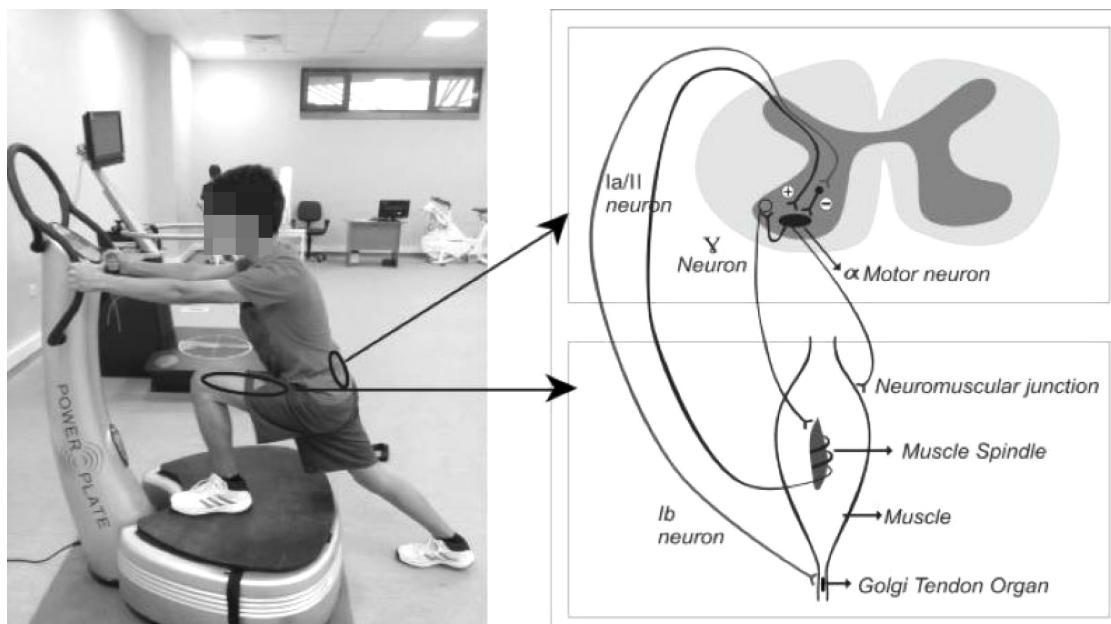 POWER PLATE
Ia/II
neuron
+
−
Ɣ
Neuron
α Motor neuron
Neuromuscular junction
Muscle Spindle
Muscle
Ib
neuron
Golgi Tendon Organ